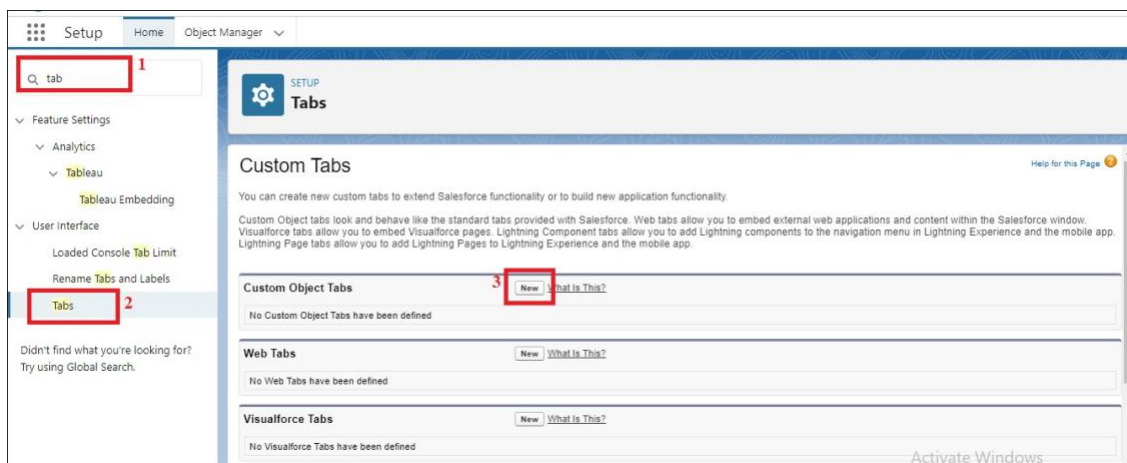 Setup
Home
Object Manager
1
tab
Feature Settings
Analytics
Tableau
Tableau Embedding
User Interface
Loaded Console Tab Limit
Rename Tabs and Labels
Tabs
2
Didn't find what you're looking for?
Try using Global Search.
SETUP
Tabs
Custom Tabs
Help for this Page ?
You can create new custom tabs to extend Salesforce functionality or to build new application functionality.
Custom Object tabs look and behave like the standard tabs provided with Salesforce. Web tabs allow you to embed external web applications and content within the Salesforce window.
Visualforce tabs allow you to embed Visualforce pages. Lightning Component tabs allow you to add Lightning components to the navigation menu in Lightning Experience and the mobile app.
Lightning Page tabs allow you to add Lightning Pages to Lightning Experience and the mobile app.
Custom Object Tabs 3 New What Is This?
No Custom Object Tabs have been defined
Web Tabs New What Is This?
No Web Tabs have been defined
Visualforce Tabs New What Is This?
No Visualforce Tabs have been defined
Activate Windows